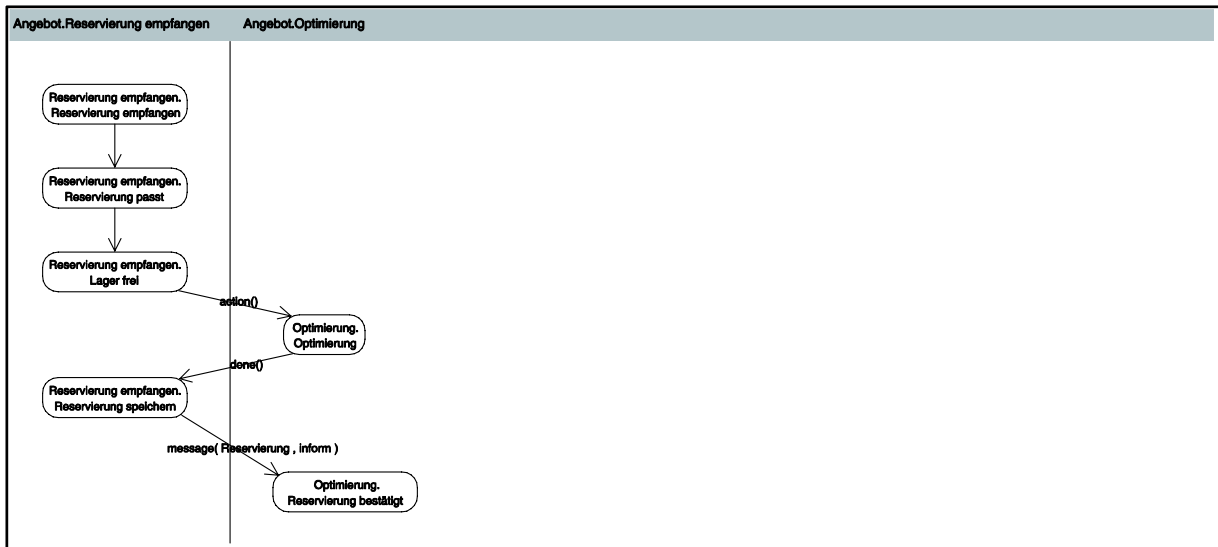 Angebot.Reservierung empfangen
Angebot.Optimierung
Reservierung empfangen.
Reservierung empfangen
Reservierung empfangen.
Reservierung passt
Reservierung empfangen.
Lager frei
action()
Optimierung.
Optimierung
done()
Reservierung empfangen.
Reservierung speichern
message( Reservierung , inform )
Optimierung.
Reservierung bestätigt